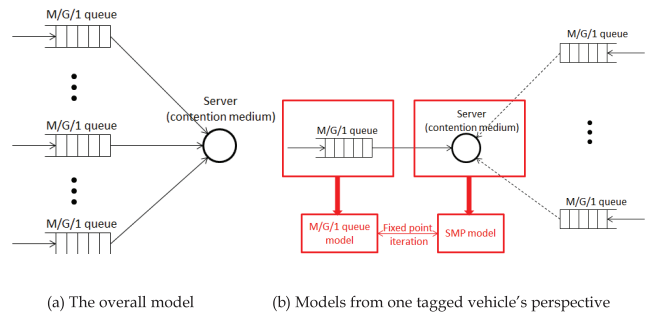 M/G/1 queue
M/G/1 queue
M/G/1 queue
Server
(contention medium)
(a) The overall model
M/G/1 queue
Server
(contention medium)
M/G/1 queue
M/G/1 queue
M/G/1 queue
model
Fixed point
iteration
SMP model
(b) Models from one tagged vehicle's perspective